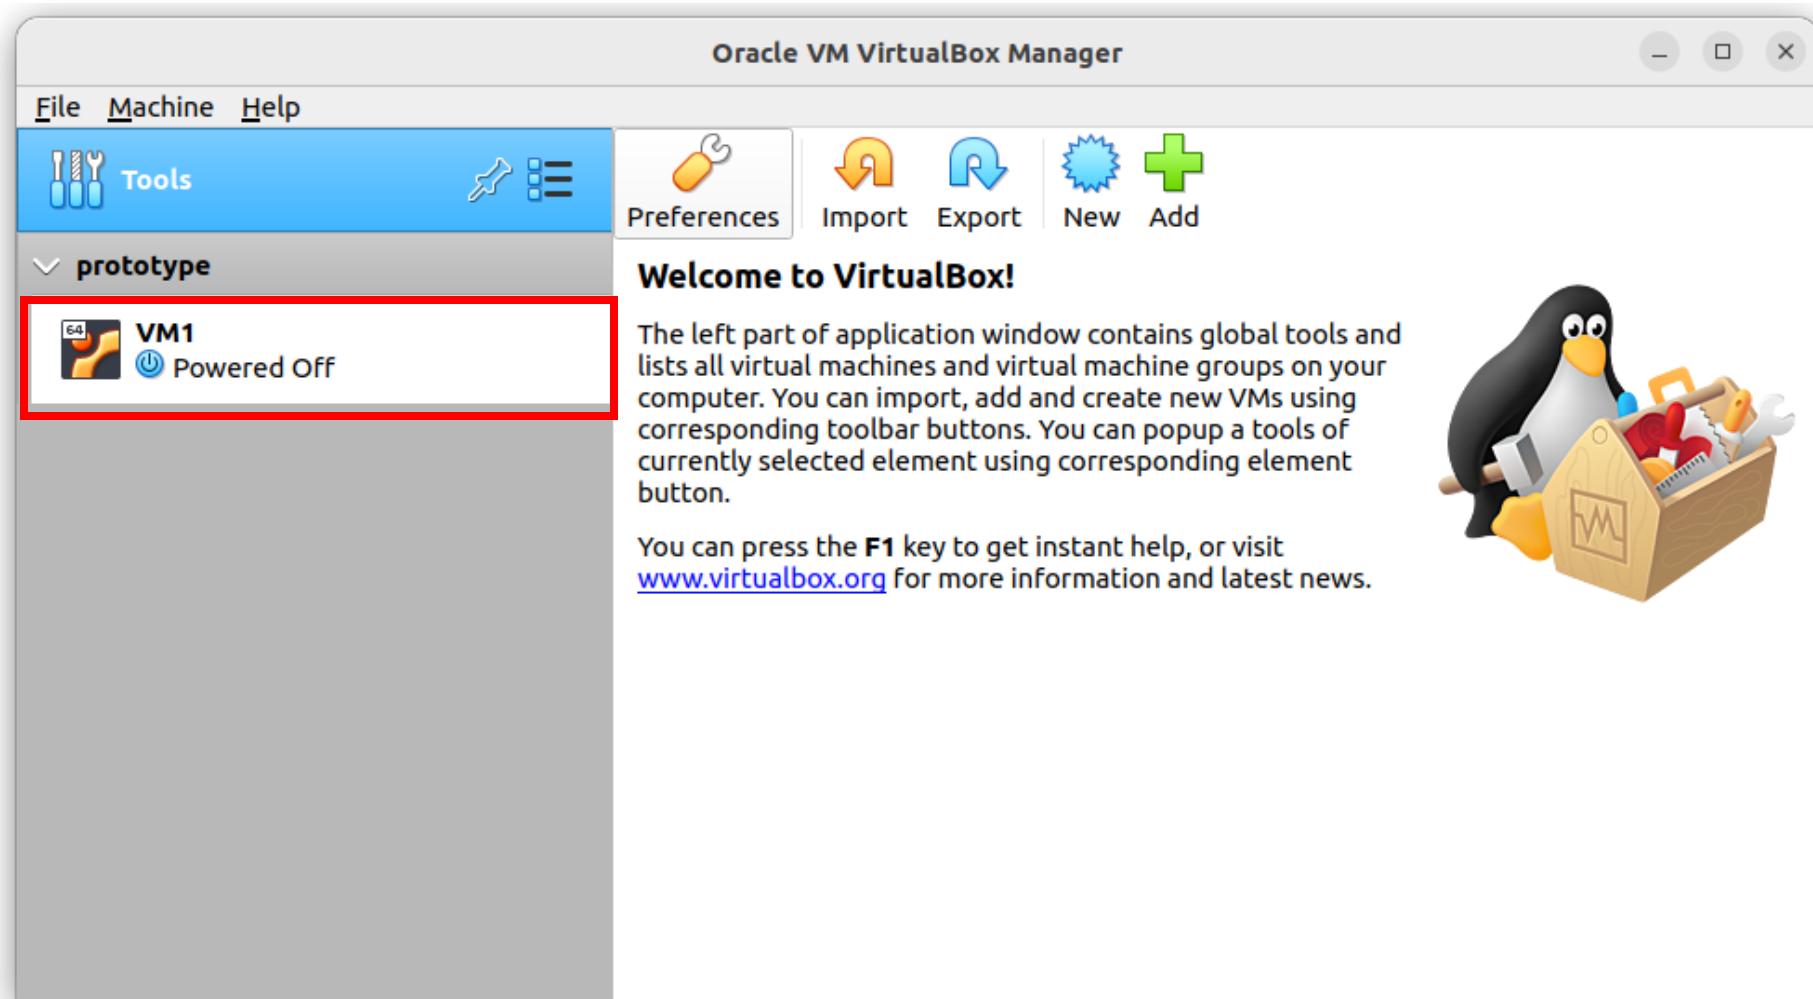 Oracle VM VirtualBox Manager
File Machine Help
Tools
Preferences Import Export New Add
prototype
64
VM1
Powered Off
Welcome to VirtualBox!
The left part of application window contains global tools and
lists all virtual machines and virtual machine groups on your
computer. You can import, add and create new VMs using
corresponding toolbar buttons. You can popup a tools of
currently selected element using corresponding element
button.
You can press the F1 key to get instant help, or visit
www.virtualbox.org for more information and latest news.